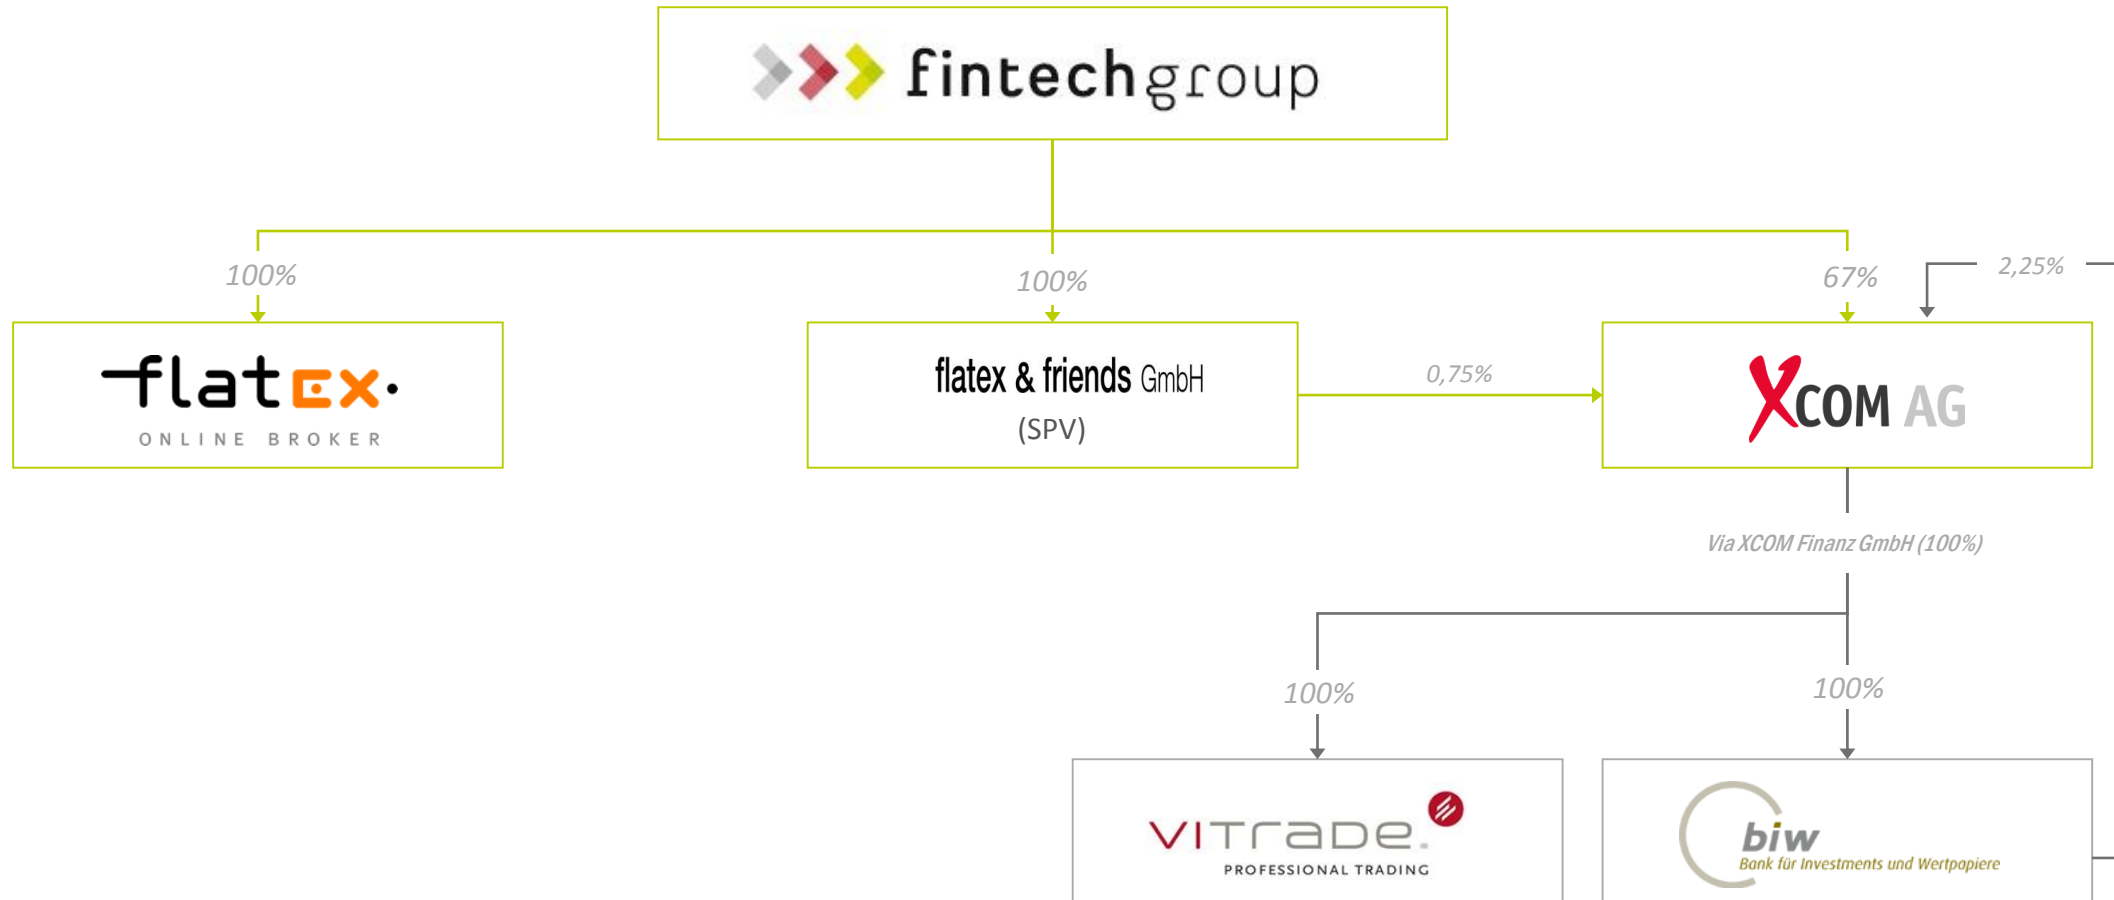 fintechgroup
100%
100%
67%
2,25%
flatex
ONLINE BROKER
flatex & friends GmbH
(SPV)
0,75%
XCOM AG
Via XCOM Finanz GmbH (100%)
100%
100%
VITRADE.
PROFESSIONAL TRADING
biw
Bank für Investments und Wertpapiere